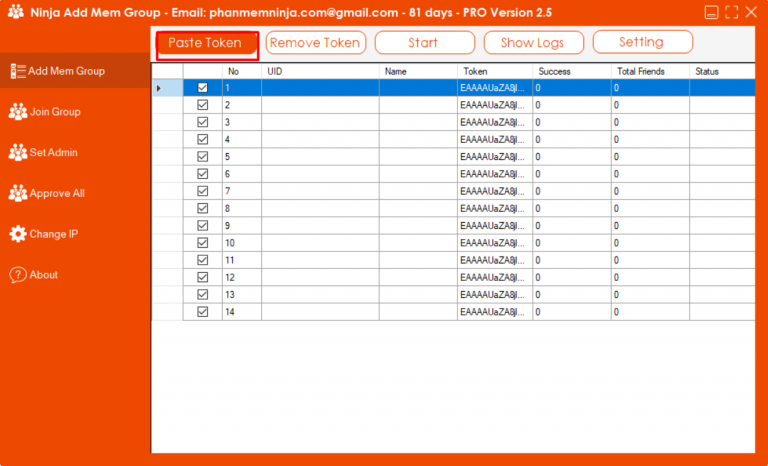 Ninja Add Mem Group - Email: phanmemninja.com@gmail.com - 81 days - PRO Version 2.5
Paste Token Remove Token Start Show Logs Setting
Add Mem Group
Join Group
Set Admin
Approve All
Change IP
About
No UID Name Token Success Total Friends Status
1 EAAAAUaZA8jl... 0 0
2 EAAAAUaZA8jl... 0 0
3 EAAAAUaZA8jl... 0 0
4 EAAAAUaZA8jl... 0 0
5 EAAAAUaZA8jl... 0 0
6 EAAAAUaZA8jl... 0 0
7 EAAAAUaZA8jl... 0 0
8 EAAAAUaZA8jl... 0 0
9 EAAAAUaZA8jl... 0 0
10 EAAAAUaZA8jl... 0 0
11 EAAAAUaZA8jl... 0 0
12 EAAAAUaZA8jl... 0 0
13 EAAAAUaZA8jl... 0 0
14 EAAAAUaZA8jl... 0 0